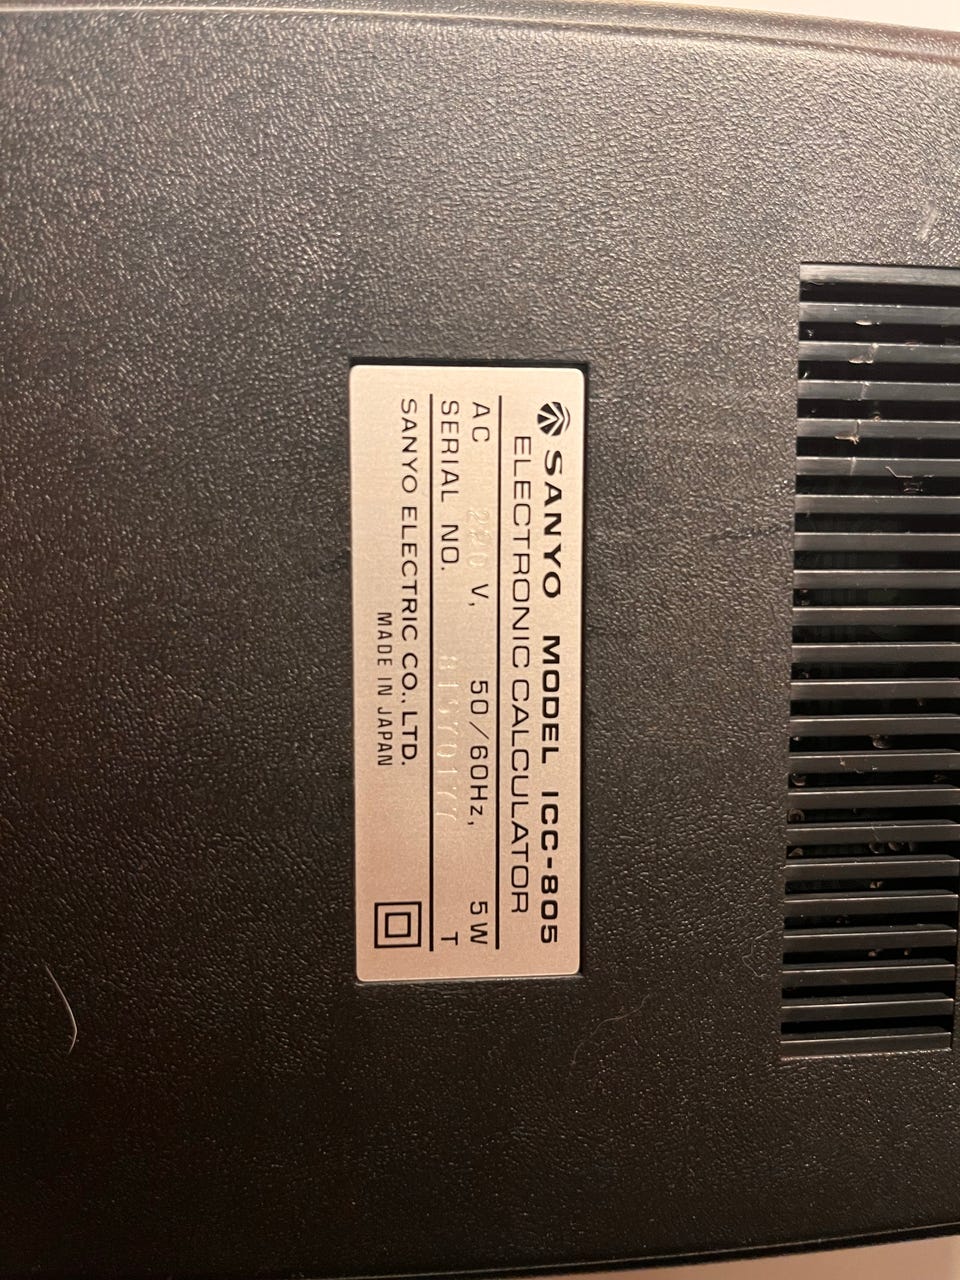 SANYO MODEL ICC-805
ELECTRONIC CALCULATOR
AC 220 V, 50/60Hz, 5W
SERIAL NO. T
SANYO ELECTRIC CO., LTD.
MADE IN JAPAN